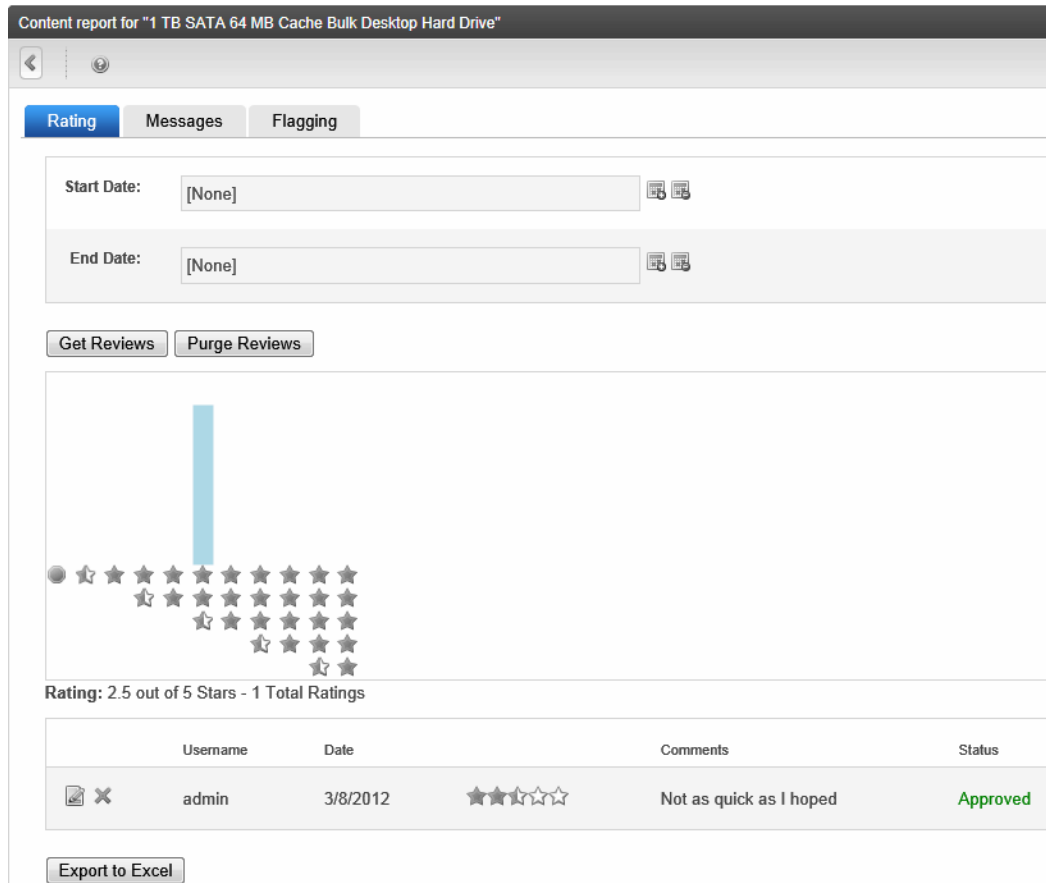 Content report for "1 TB SATA 64 MB Cache Bulk Desktop Hard Drive"
Rating Messages Flagging
Start Date: [None]
End Date: [None]
Get Reviews Purge Reviews
Rating: 2.5 out of 5 Stars - 1 Total Ratings
Username Date Comments Status
admin 3/8/2012 Not as quick as I hoped Approved
Export to Excel